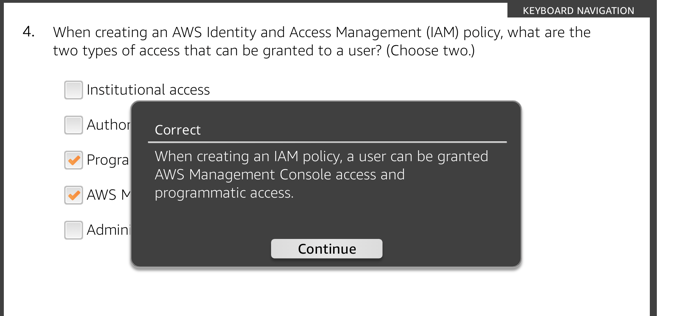 KEYBOARD NAVIGATION
4. When creating an AWS Identity and Access Management (IAM) policy, what are the
two types of access that can be granted to a user? (Choose two.)
Institutional access
Author
Progra
AWS M
Admin
Correct
When creating an IAM policy, a user can be granted
AWS Management Console access and
programmatic access.
Continue